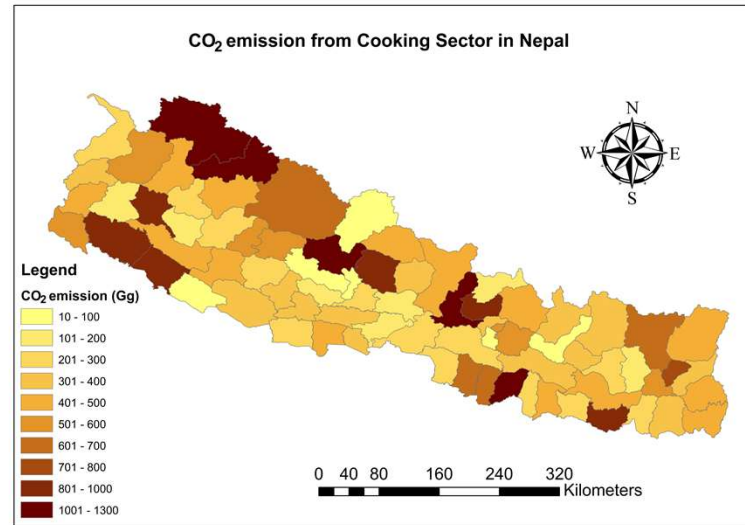 CO2 emission from Cooking Sector in Nepal
N
W E
S
Legend
CO2 emission (Gg)
10 - 100
101 - 200
201 - 300
301 - 400
401 - 500
501 - 600
601 - 700
701 - 800
801 - 1000
1001 - 1300
0 40 80 160 240 320
Kilometers